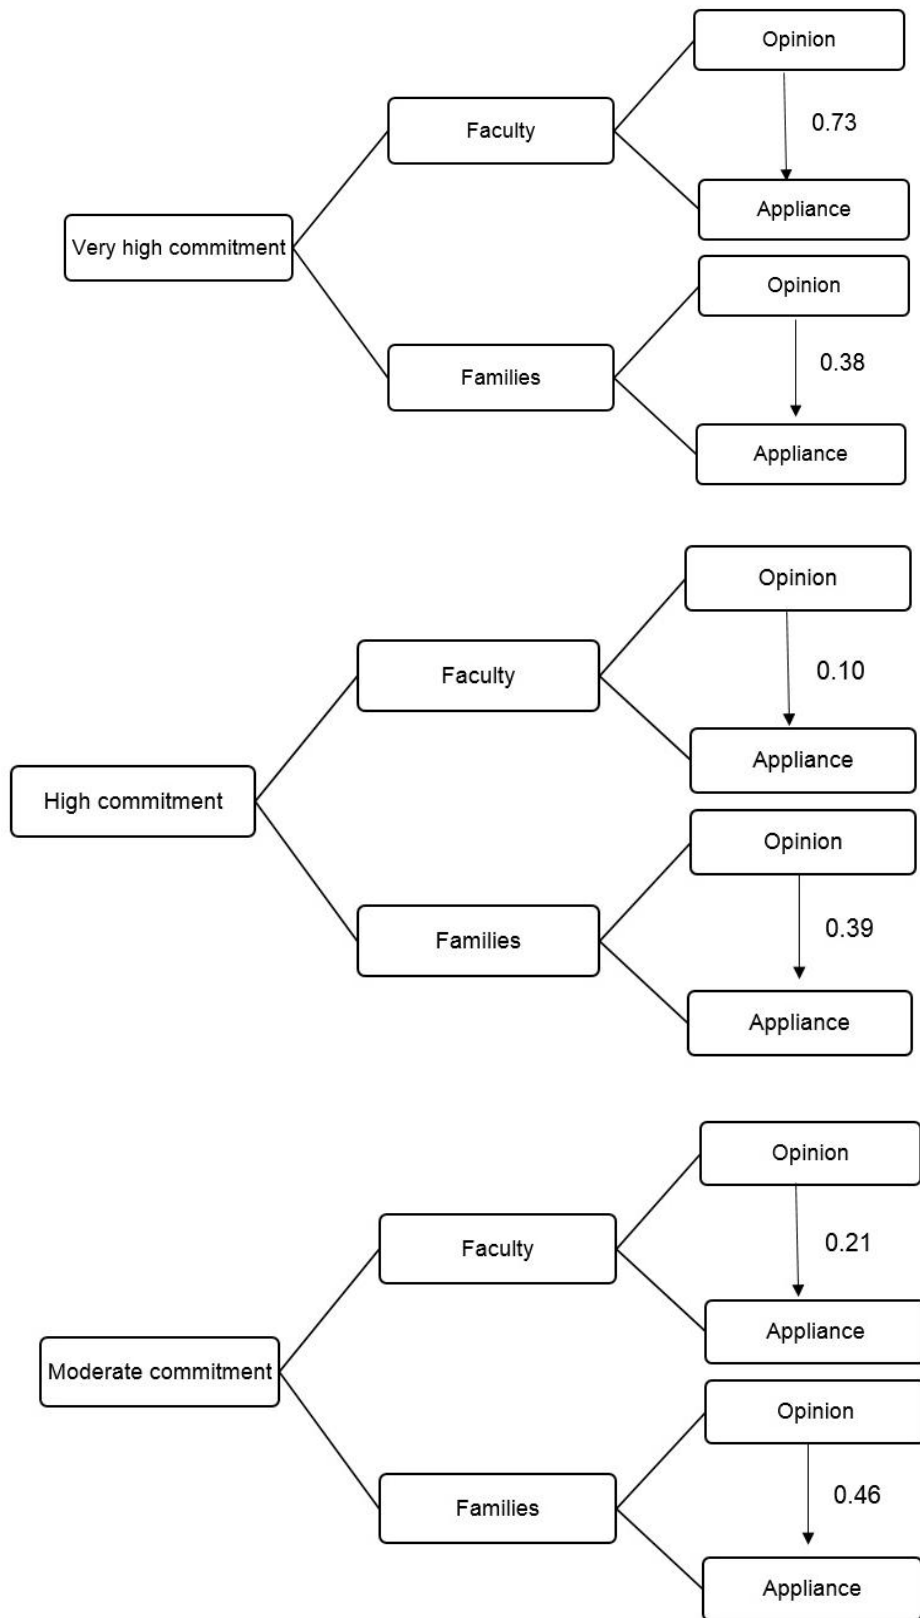 Opinion
Faculty
0.73
Appliance
Very high commitment
Opinion
Families
0.38
Appliance
Opinion
Faculty
0.10
Appliance
High commitment
Opinion
Families
0.39
Appliance
Opinion
Faculty
0.21
Appliance
Moderate commitment
Opinion
Families
0.46
Appliance